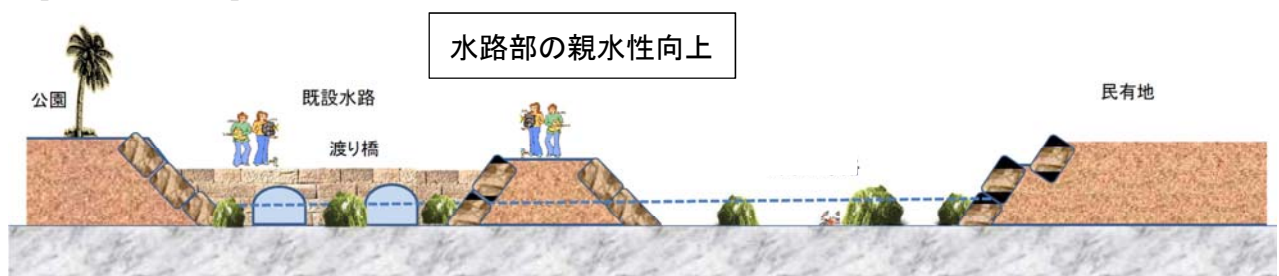 水路部の親水性向上
公園
既設水路
民有地
渡り橋